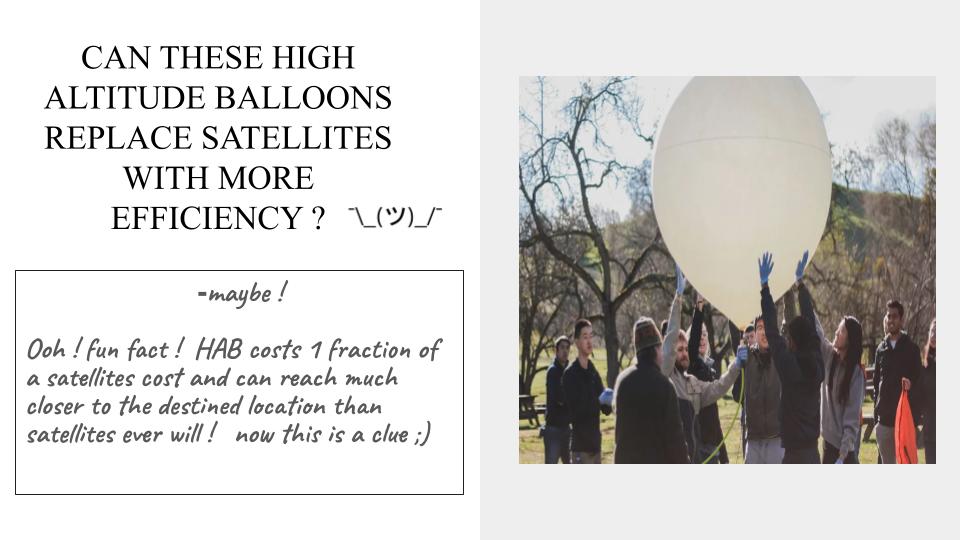 CAN THESE HIGH
ALTITUDE BALLOONS
REPLACE SATELLITES
WITH MORE
EFFICIENCY ? ¯\_(ツ)_/¯
-maybe !
Ooh ! fun fact ! HAB costs 1 fraction of
a satellites cost and can reach much
closer to the destined location than
satellites ever will ! now this is a clue ;)